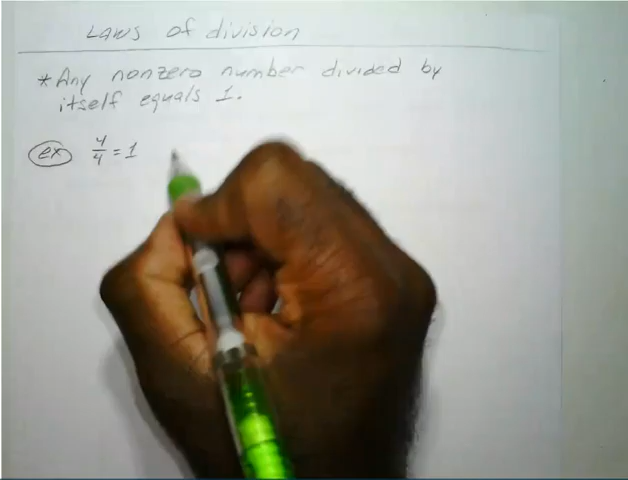 Laws of division
*Any nonzero number divided by
itself equals 1.
ex 4/4 = 1